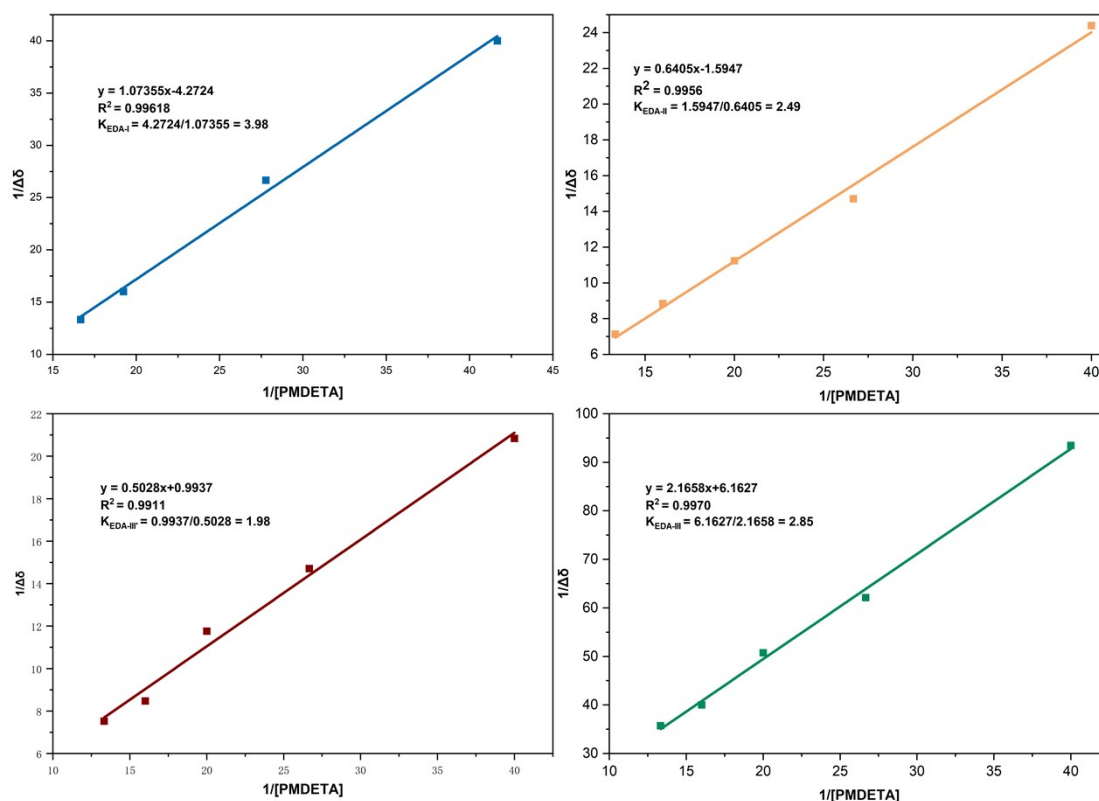 40
35
30
25
20
15
10
1/Δδ
y = 1.07355x-4.2724
R² = 0.99618
K_EDA-I = 4.2724/1.07355 = 3.98
15 20 25 30 35 40 45
1/[PMDETA]
24
22
20
18
16
14
12
10
8
6
1/Δδ
y = 0.6405x-1.5947
R² = 0.9956
K_EDA-II = 1.5947/0.6405 = 2.49
15 20 25 30 35 40
1/[PMDETA]
22
20
18
16
14
12
10
8
6
1/Δδ
y = 0.5028x+0.9937
R² = 0.9911
K_EDA-III' = 0.9937/0.5028 = 1.98
10 15 20 25 30 35 40
1/[PMDETA]
100
90
80
70
60
50
40
30
1/Δδ
y = 2.1658x+6.1627
R² = 0.9970
K_EDA-III = 6.1627/2.1658 = 2.85
10 15 20 25 30 35 40
1/[PMDETA]